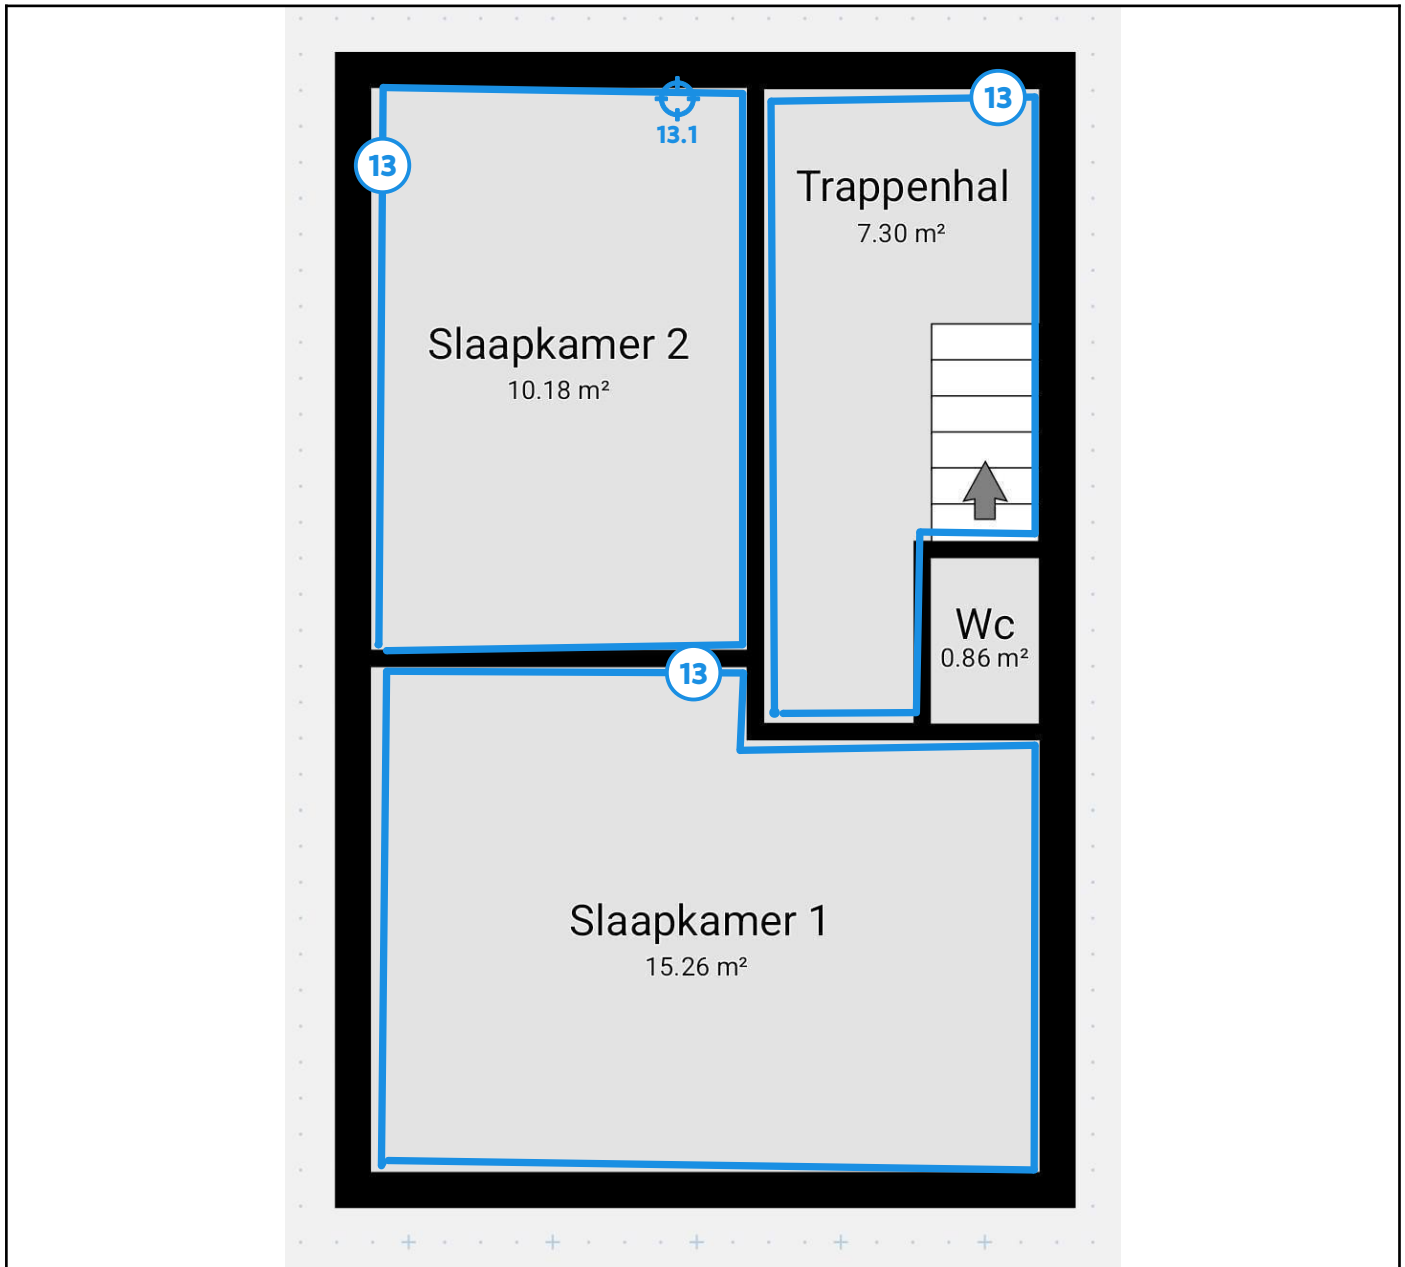 13
13.1
13
Trappenhal
7.30 m²
Slaapkamer 2
10.18 m²
Wc
0.86 m²
13
Slaapkamer 1
15.26 m²